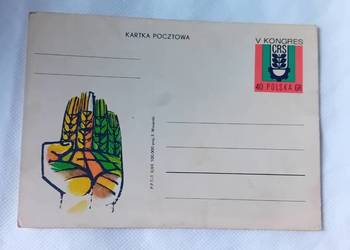 KARTKA POCZTOWA
V KONGRES
CRS
40 POLSKA GR